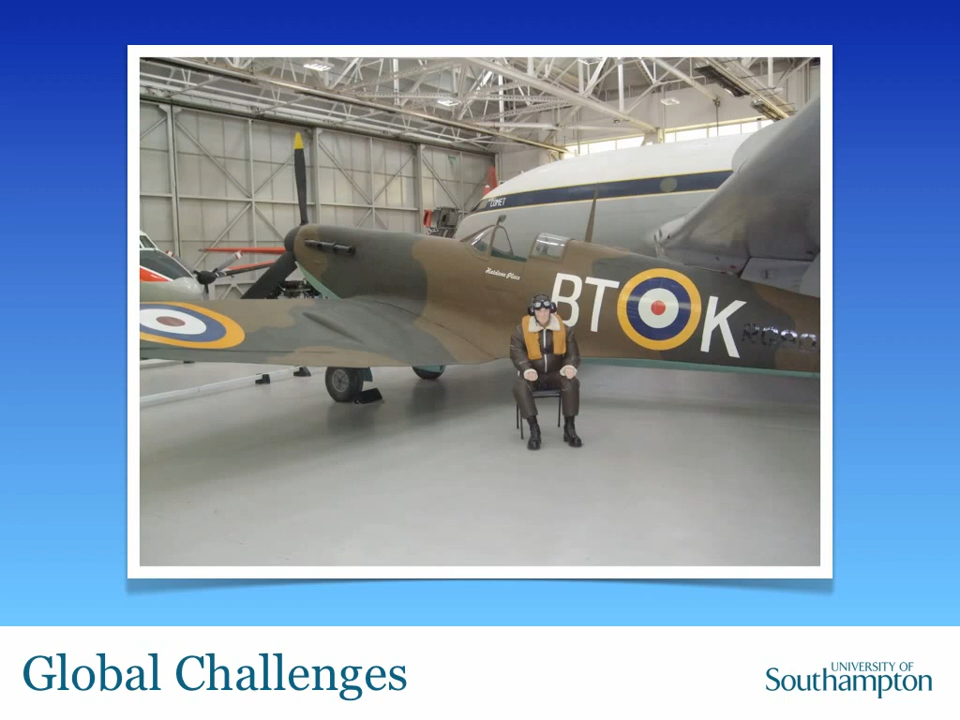 COMET
BT K
Global Challenges
UNIVERSITY OF
Southampton